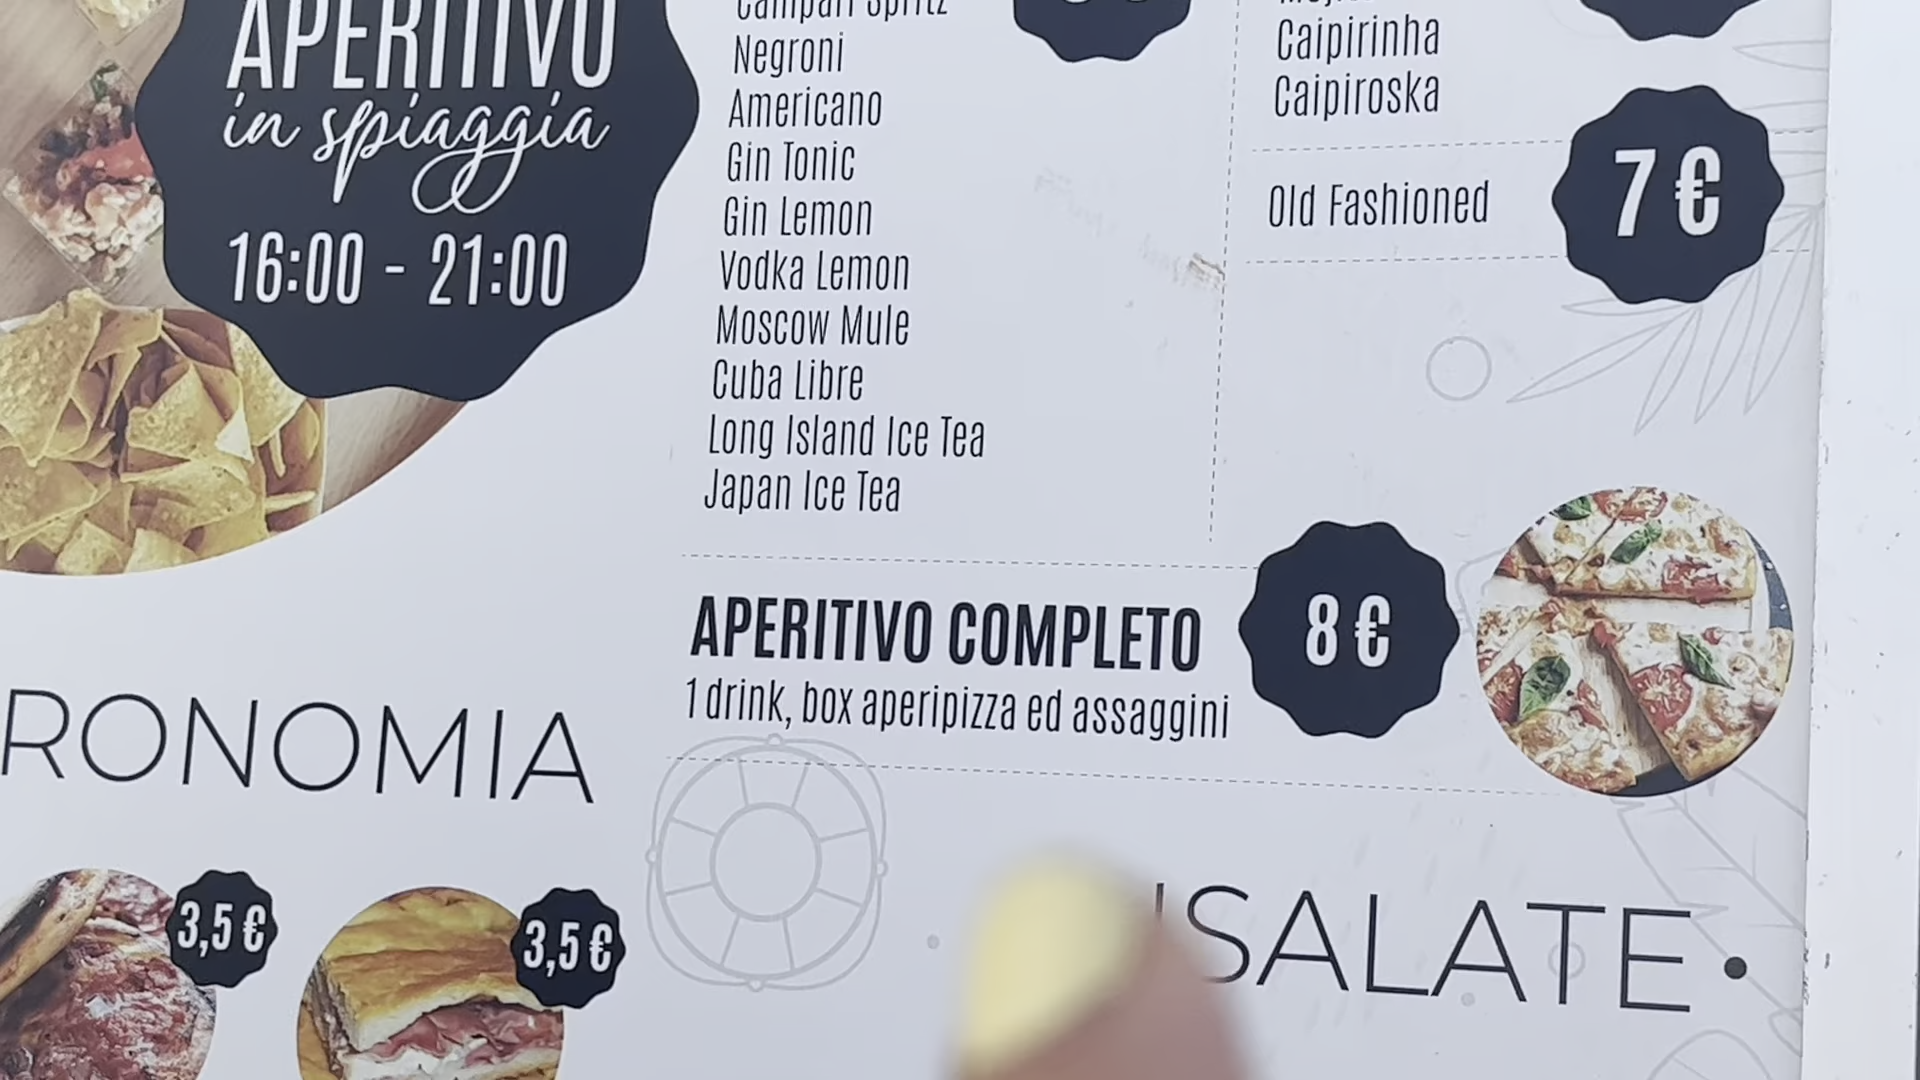 APERITIVO
in spiaggia
16:00 - 21:00
Campari Spritz
Negroni
Americano
Gin Tonic
Gin Lemon
Vodka Lemon
Moscow Mule
Cuba Libre
Long Island Ice Tea
Japan Ice Tea
Caipirinha
Caipiroska
Old Fashioned
7 €
APERITIVO COMPLETO
1 drink, box aperipizza ed assaggini
8 €
RONOMIA
3,5 €
3,5 €
SALATE •